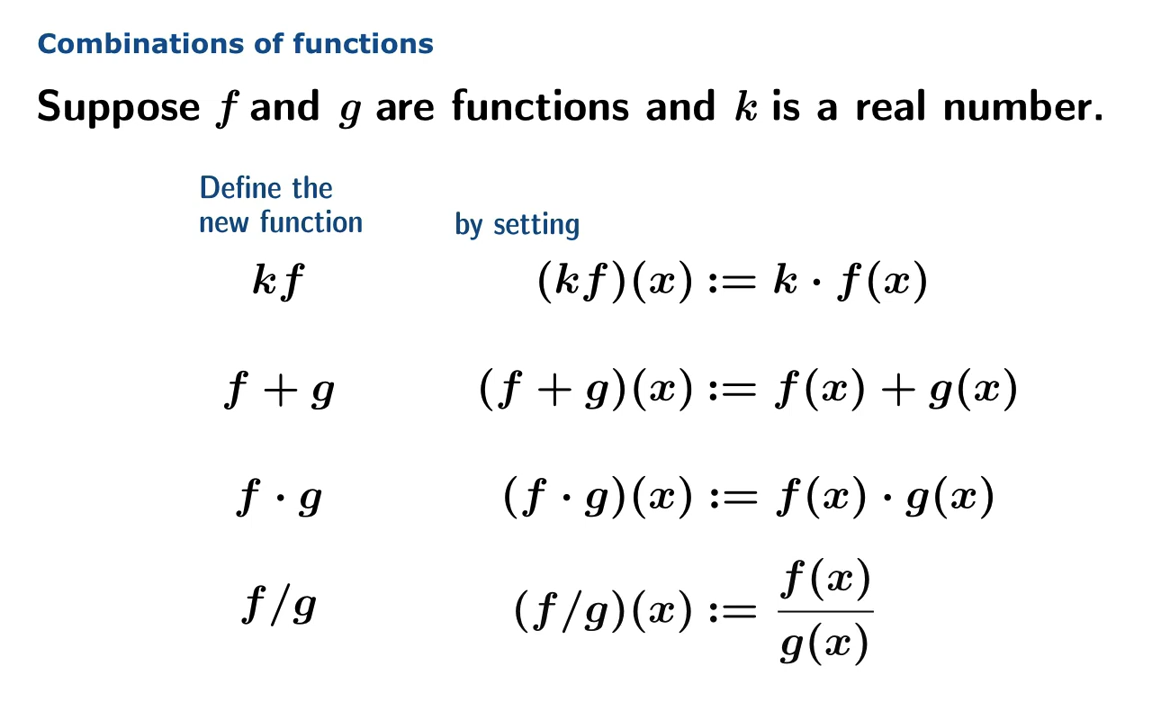 Combinations of functions
Suppose f and g are functions and k is a real number.
Define the
new function by setting
kf (kf)(x) := k · f(x)
f + g (f + g)(x) := f(x) + g(x)
f · g (f · g)(x) := f(x) · g(x)
f/g (f/g)(x) := f(x)/g(x)